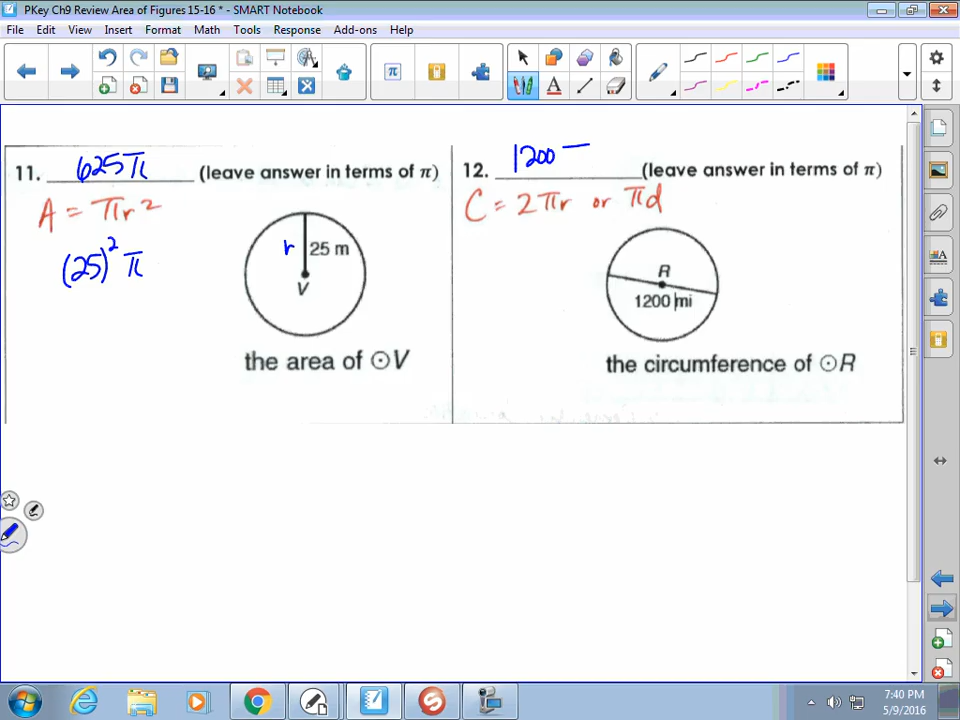 PKey Ch9 Review Area of Figures 15-16 * - SMART Notebook
File Edit View Insert Format Math Tools Response Add-ons Help
11. 625π (leave answer in terms of π)
A = πr²
(25)² π
r 25 m
V
the area of ⊙V
12. 1200 (leave answer in terms of π)
C = 2πr or πd
R
1200 mi
the circumference of ⊙R
7:40 PM
5/9/2016